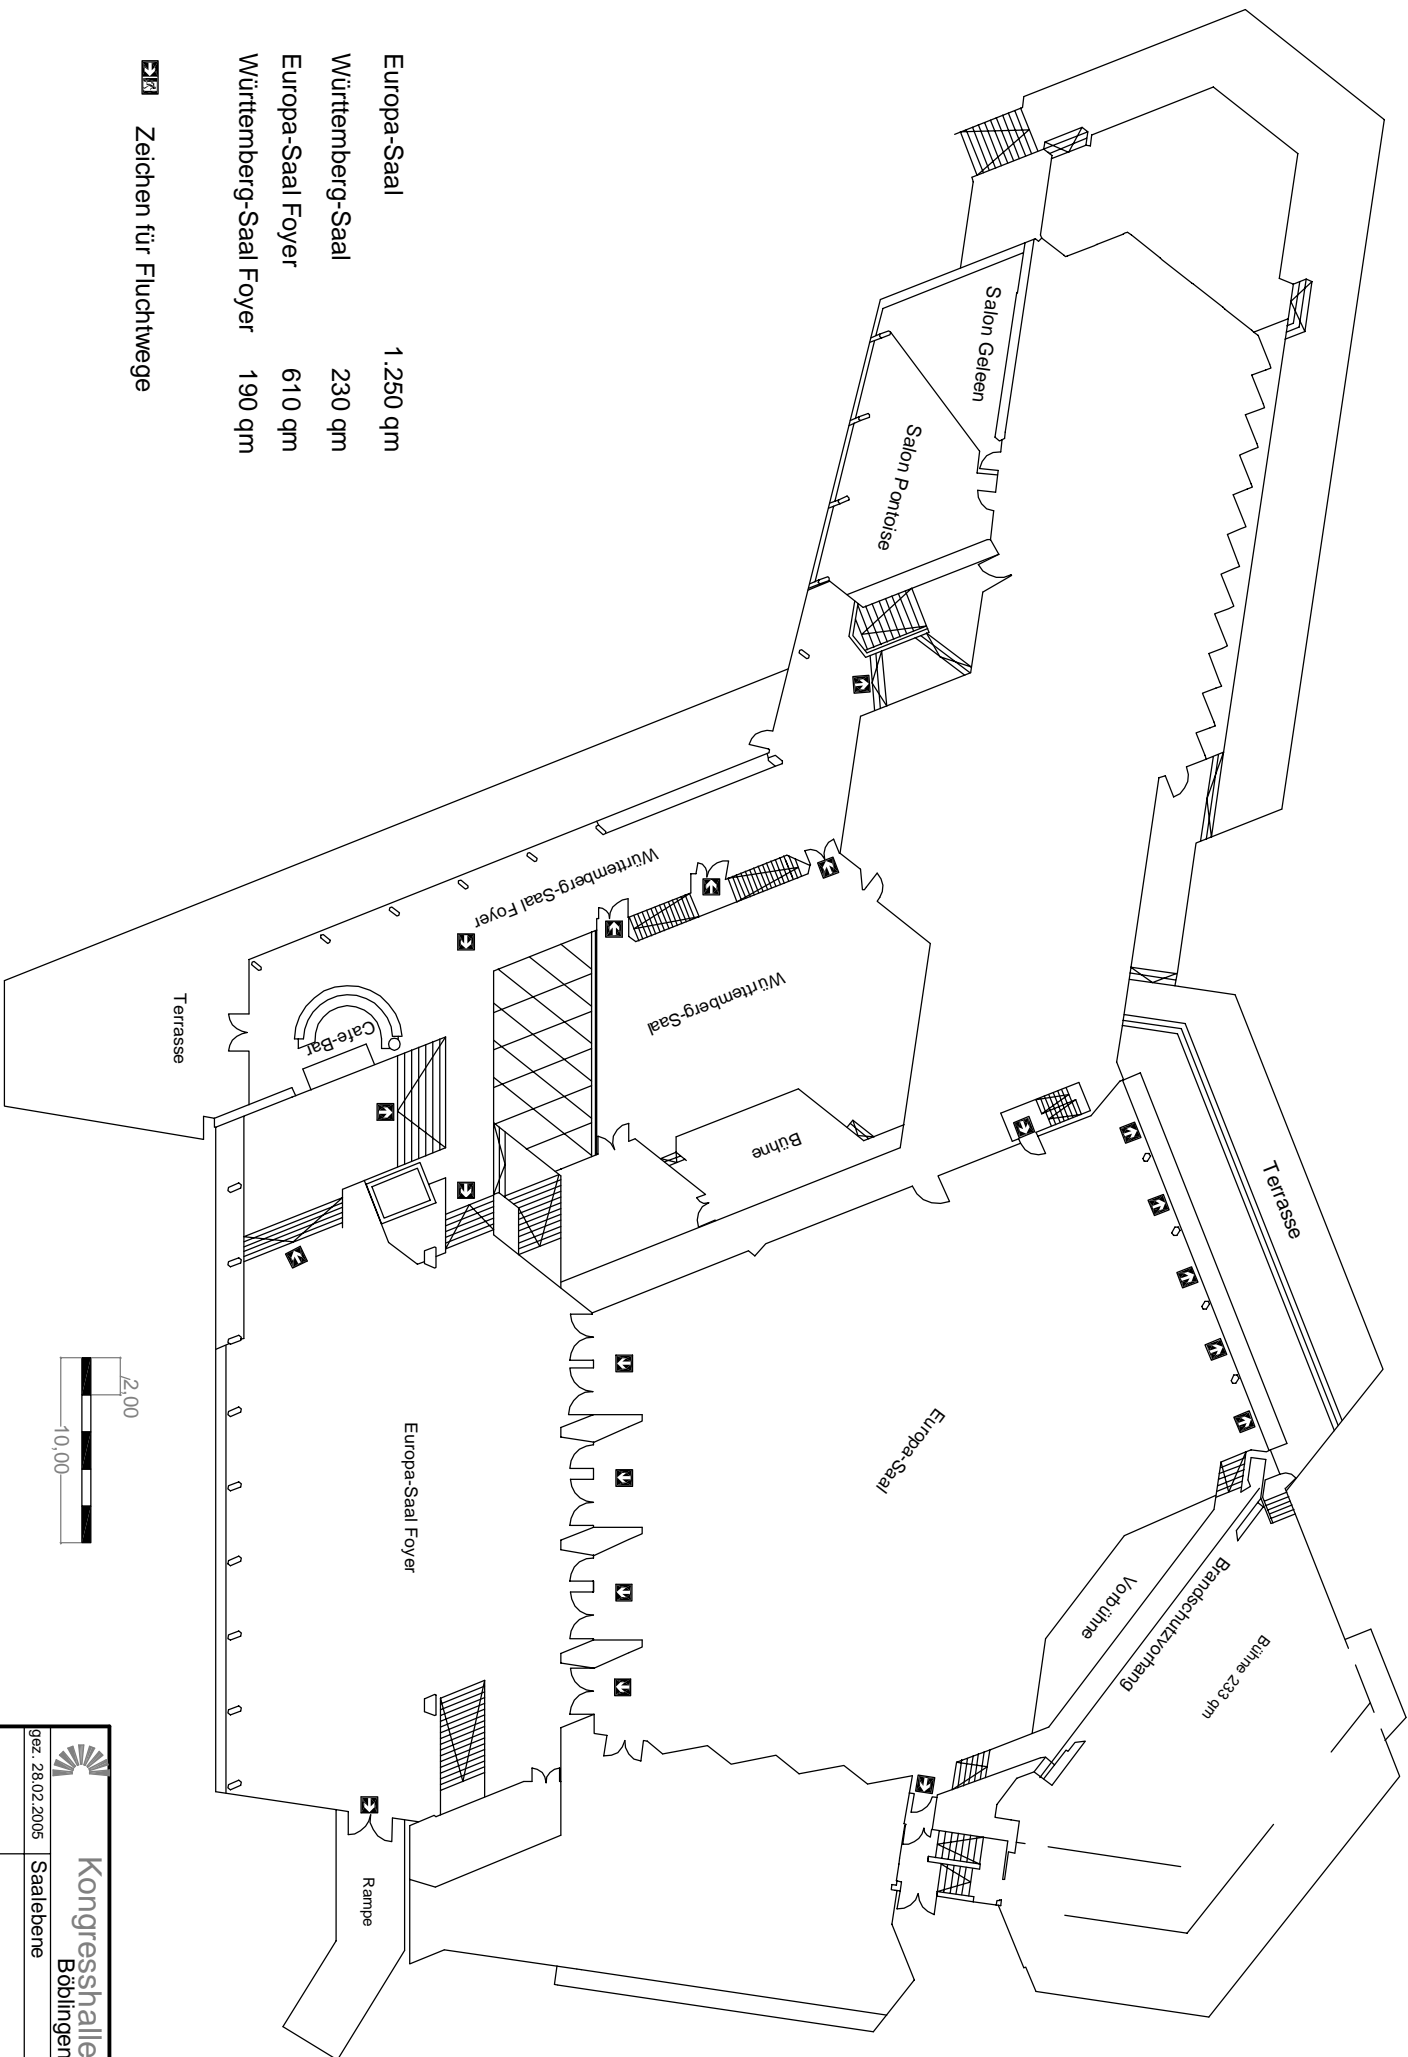 Europa-Saal 1.250 qm
Württemberg-Saal 230 qm
Europa-Saal Foyer 610 qm
Württemberg-Saal Foyer 190 qm
Zeichen für Fluchtwege
Salon Geleen
Salon Pontoise
Württemberg-Saal Foyer
Württemberg-Saal
Bühne
Cafe-Bar
Terrasse
Terrasse
Europa-Saal
Europa-Saal Foyer
Vorbühne
Brandschutzvorhang
Bühne 233 qm
Rampe
2,00
10,00
Kongresshalle
Böblingen
gez. 28.02.2005
Saalebene